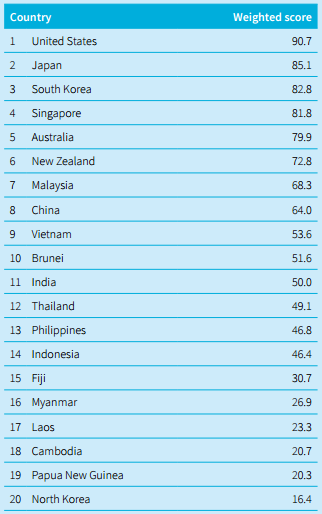 Country Weighted score
1 United States 90.7
2 Japan 85.1
3 South Korea 82.8
4 Singapore 81.8
5 Australia 79.9
6 New Zealand 72.8
7 Malaysia 68.3
8 China 64.0
9 Vietnam 53.6
10 Brunei 51.6
11 India 50.0
12 Thailand 49.1
13 Philippines 46.8
14 Indonesia 46.4
15 Fiji 30.7
16 Myanmar 26.9
17 Laos 23.3
18 Cambodia 20.7
19 Papua New Guinea 20.3
20 North Korea 16.4